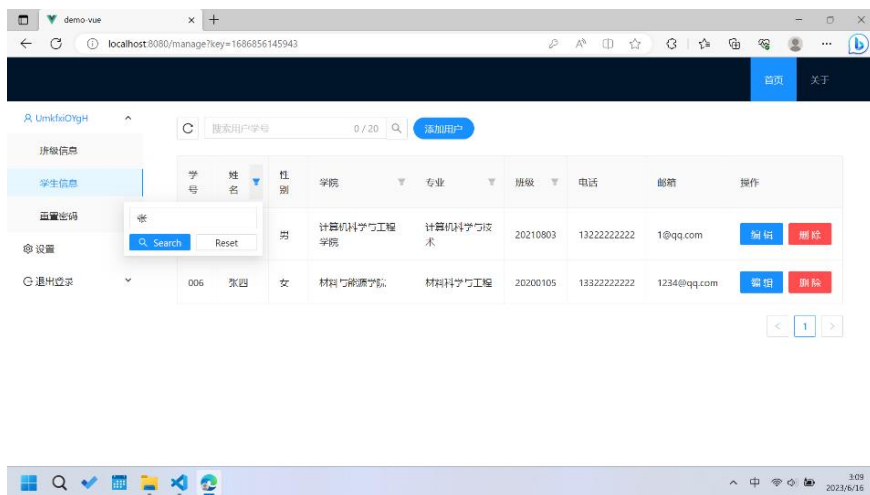 demo-vue
localhost:8080/manage?key=1686856145943
首页 关于
UmkfxiOYgH
搜索用户学号 0 / 20 添加用户
班级信息
学生信息
重置密码
设置
退出登录
学号 姓名 性别 学院 专业 班级 电话 邮箱 操作
张
Search Reset
男 计算机科学与工程学院 计算机科学与技术 20210803 13222222222 1@qq.com 编辑 删除
006 张四 女 材料与能源学院 材料科学与工程 20200105 13322222222 1234@qq.com 编辑 删除
1
中
3:09
2023/6/16